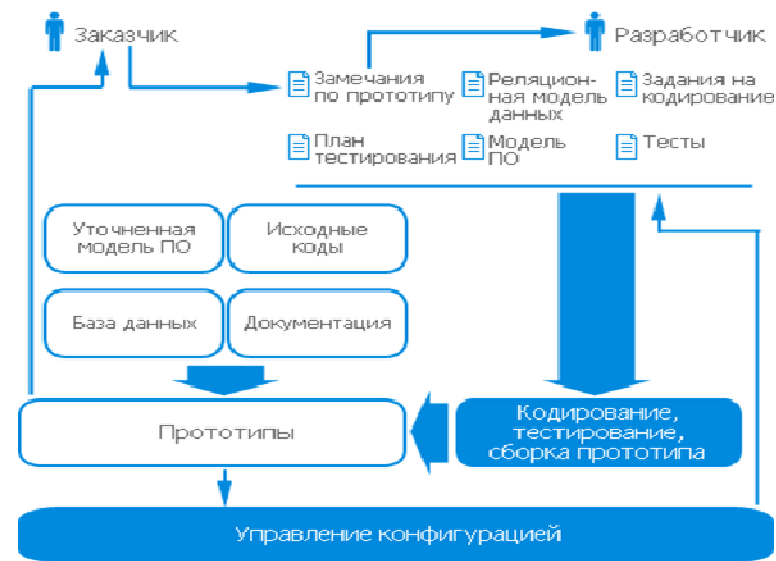 Заказчик
Разработчик
Замечания
по прототипу
Реляцион-
ная модель
данных
Задания на
кодирование
План
тестирования
Модель
ПО
Тесты
Уточненная
модель ПО
Исходные
коды
База данных
Документация
Прототипы
Кодирование,
тестирование,
сборка прототипа
Управление конфигурацией